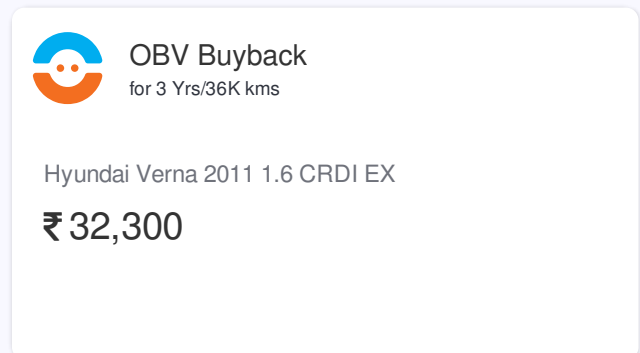 OBV Buyback
for 3 Yrs/36K kms
Hyundai Verna 2011 1.6 CRDI EX
₹ 32,300